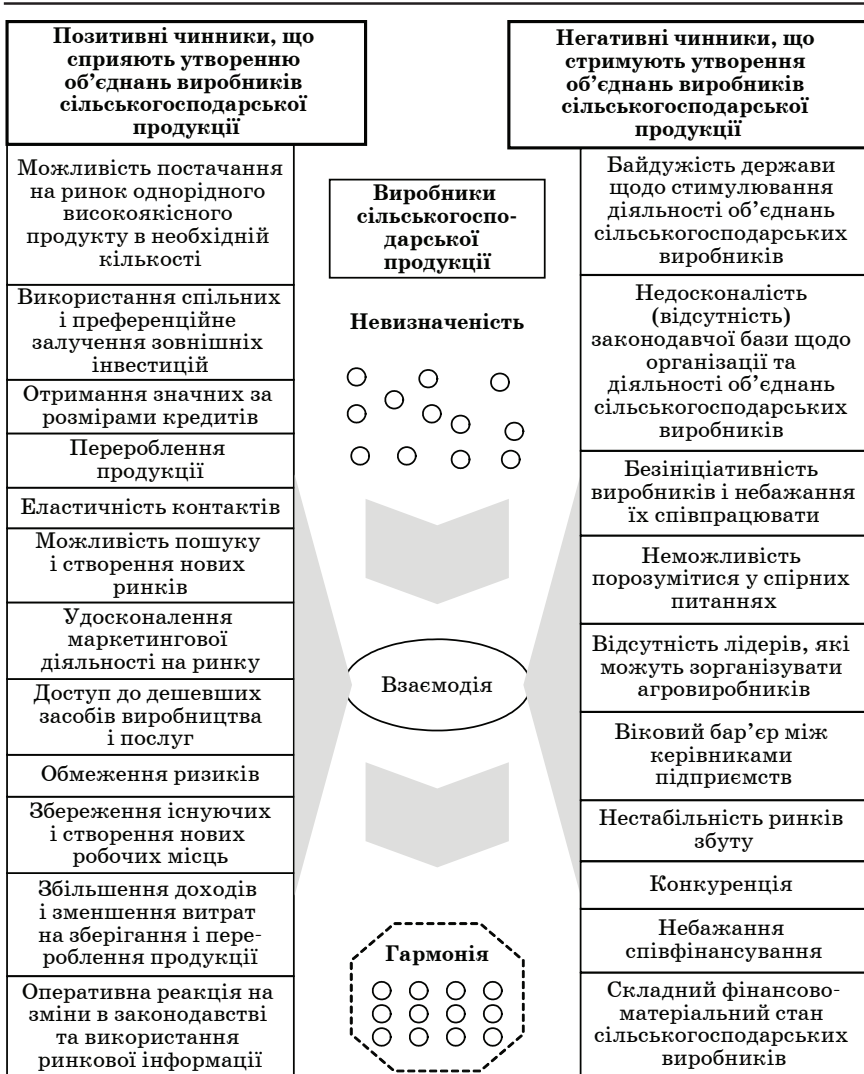 Позитивні чинники, що
сприяють утворенню
об’єднань виробників
сільськогосподарської
продукції
Можливість постачання
на ринок однорідного
високоякісного
продукту в необхідній
кількості
Використання спільних
і преференційне
залучення зовнішніх
інвестицій
Отримання значних за
розмірами кредитів
Перероблення
продукції
Еластичність контактів
Можливість пошуку
і створення нових
ринків
Удосконалення
маркетингової
діяльності на ринку
Доступ до дешевших
засобів виробництва
і послуг
Обмеження ризиків
Збереження існуючих
і створення нових
робочих місць
Збільшення доходів
і зменшення витрат
на зберігання і пере-
роблення продукції
Оперативна реакція на
зміни в законодавстві
та використання
ринкової інформації
Виробники
сільськогоспо-
дарської
продукції
Невизначеність
Взаємодія
Гармонія
Негативні чинники, що
стримують утворення
об’єднань виробників
сільськогосподарської
продукції
Байдужість держави
щодо стимулювання
діяльності об’єднань
сільськогосподарських
виробників
Недосконалість
(відсутність)
законодавчої бази щодо
організації та
діяльності об’єднань
сільськогосподарських
виробників
Безініціативність
виробників і небажання
їх співпрацювати
Неможливість
порозумітися у спірних
питаннях
Відсутність лідерів, які
можуть зорганізувати
агровиробників
Віковий бар’єр між
керівниками
підприємств
Нестабільність ринків
збуту
Конкуренція
Небажання
співфінансування
Складний фінансово-
матеріальний стан
сільськогосподарських
виробників